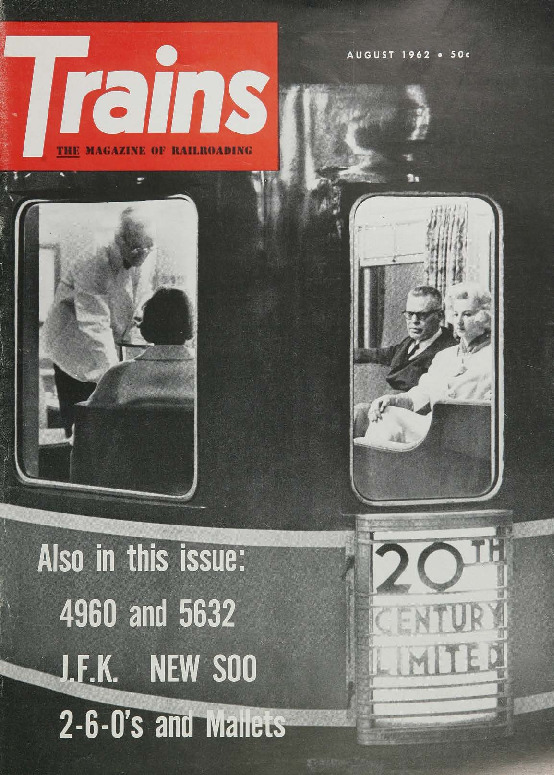 Trains
THE MAGAZINE OF RAILROADING
AUGUST 1962 • 50¢
Also in this issue:
4960 and 5632
J.F.K. NEW SOO
2-6-0's and Mallets
20TH
CENTURY
LIMITED